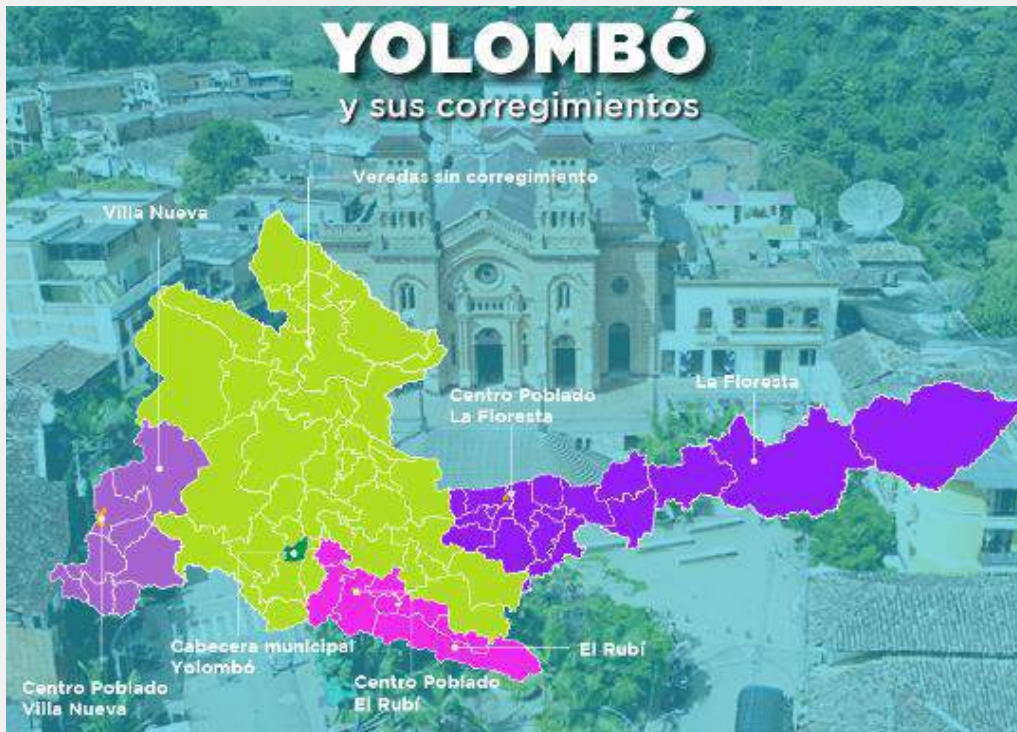 YOLOMBÓ
y sus corregimientos
Veredas sin corregimiento
Villa Nueva
La Floresta
Centro Poblado
La Floresta
Cabecera municipal
Yolombó
El Rubí
Centro Poblado
El Rubí
Centro Poblado
Villa Nueva